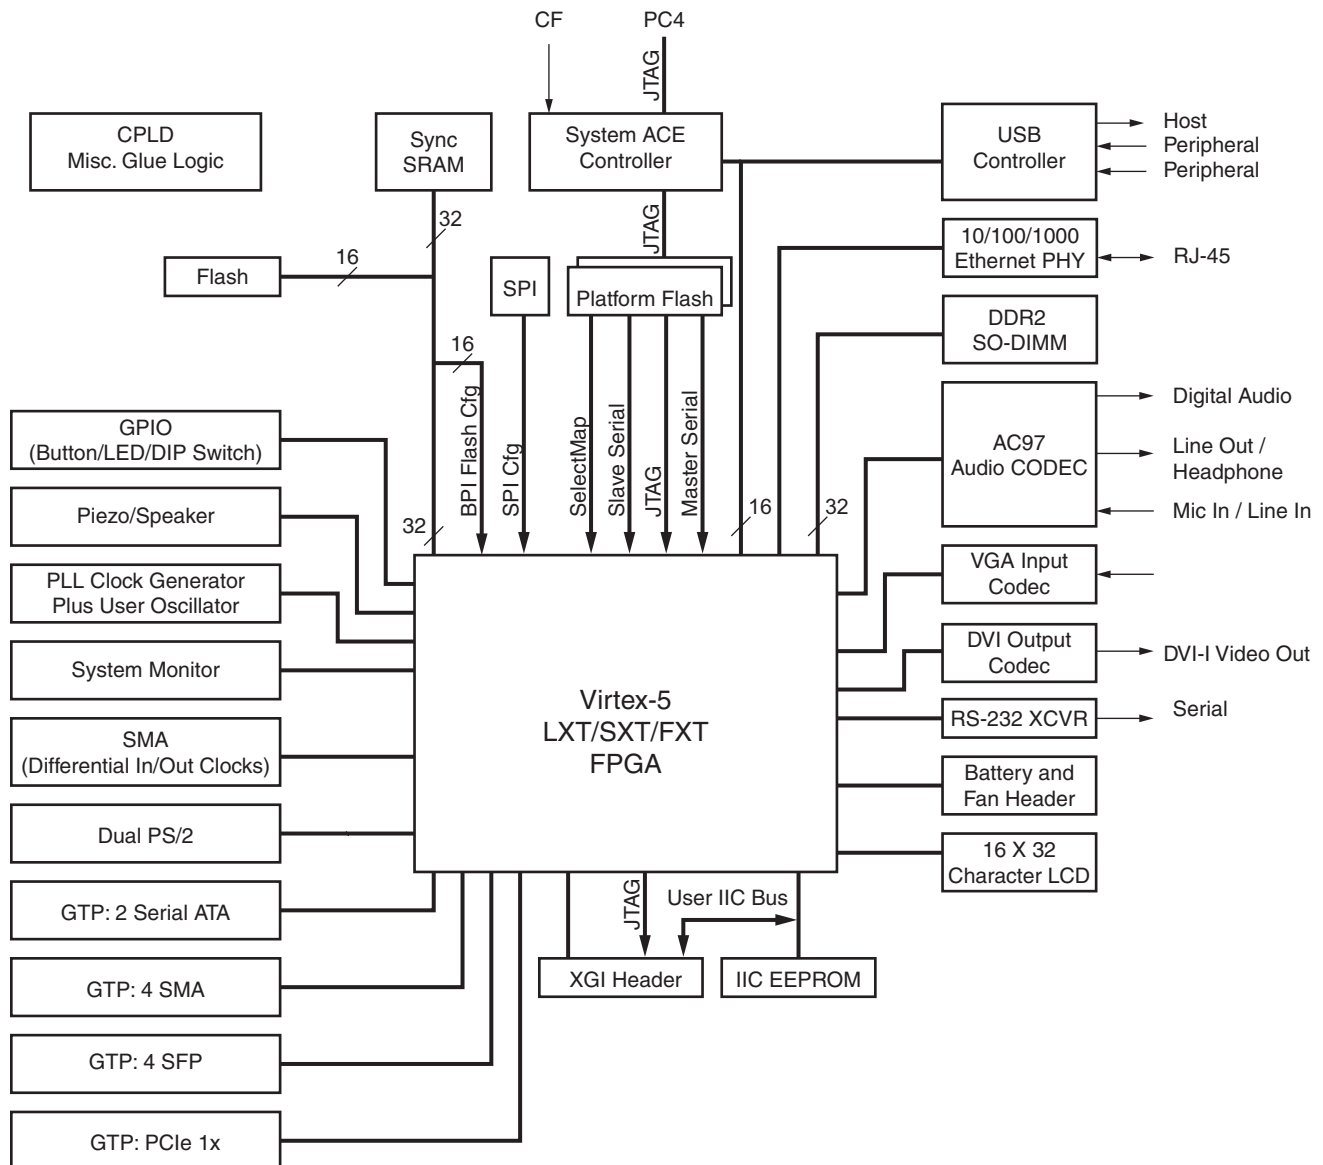 CF
PC4
JTAG
CPLD
Misc. Glue Logic
Sync
SRAM
System ACE
Controller
USB
Controller
Host
Peripheral
Peripheral
32
JTAG
10/100/1000
Ethernet PHY
RJ-45
Flash
16
SPI
Platform Flash
DDR2
SO-DIMM
16
BPI Flash Cfg
SPI Cfg
SelectMap
Slave Serial
JTAG
Master Serial
AC97
Audio CODEC
Digital Audio
Line Out /
Headphone
Mic In / Line In
GPIO
(Button/LED/DIP Switch)
Piezo/Speaker
32
16
32
PLL Clock Generator
Plus User Oscillator
VGA Input
Codec
System Monitor
DVI Output
Codec
DVI-I Video Out
Virtex-5
LXT/SXT/FXT
FPGA
RS-232 XCVR
Serial
SMA
(Differential In/Out Clocks)
Battery and
Fan Header
Dual PS/2
16 X 32
Character LCD
GTP: 2 Serial ATA
JTAG
User IIC Bus
GTP: 4 SMA
XGI Header
IIC EEPROM
GTP: 4 SFP
GTP: PCIe 1x